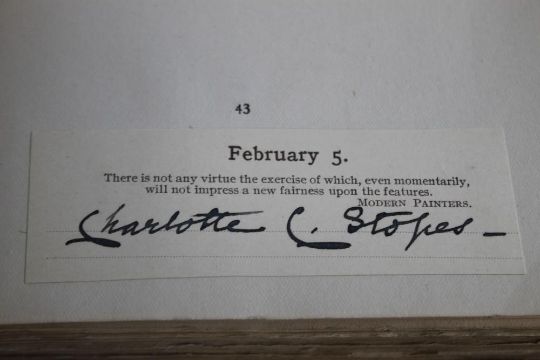 43
February 5.
There is not any virtue the exercise of which, even momentarily,
will not impress a new fairness upon the features.
MODERN PAINTERS.
Charlotte C. Stopes –